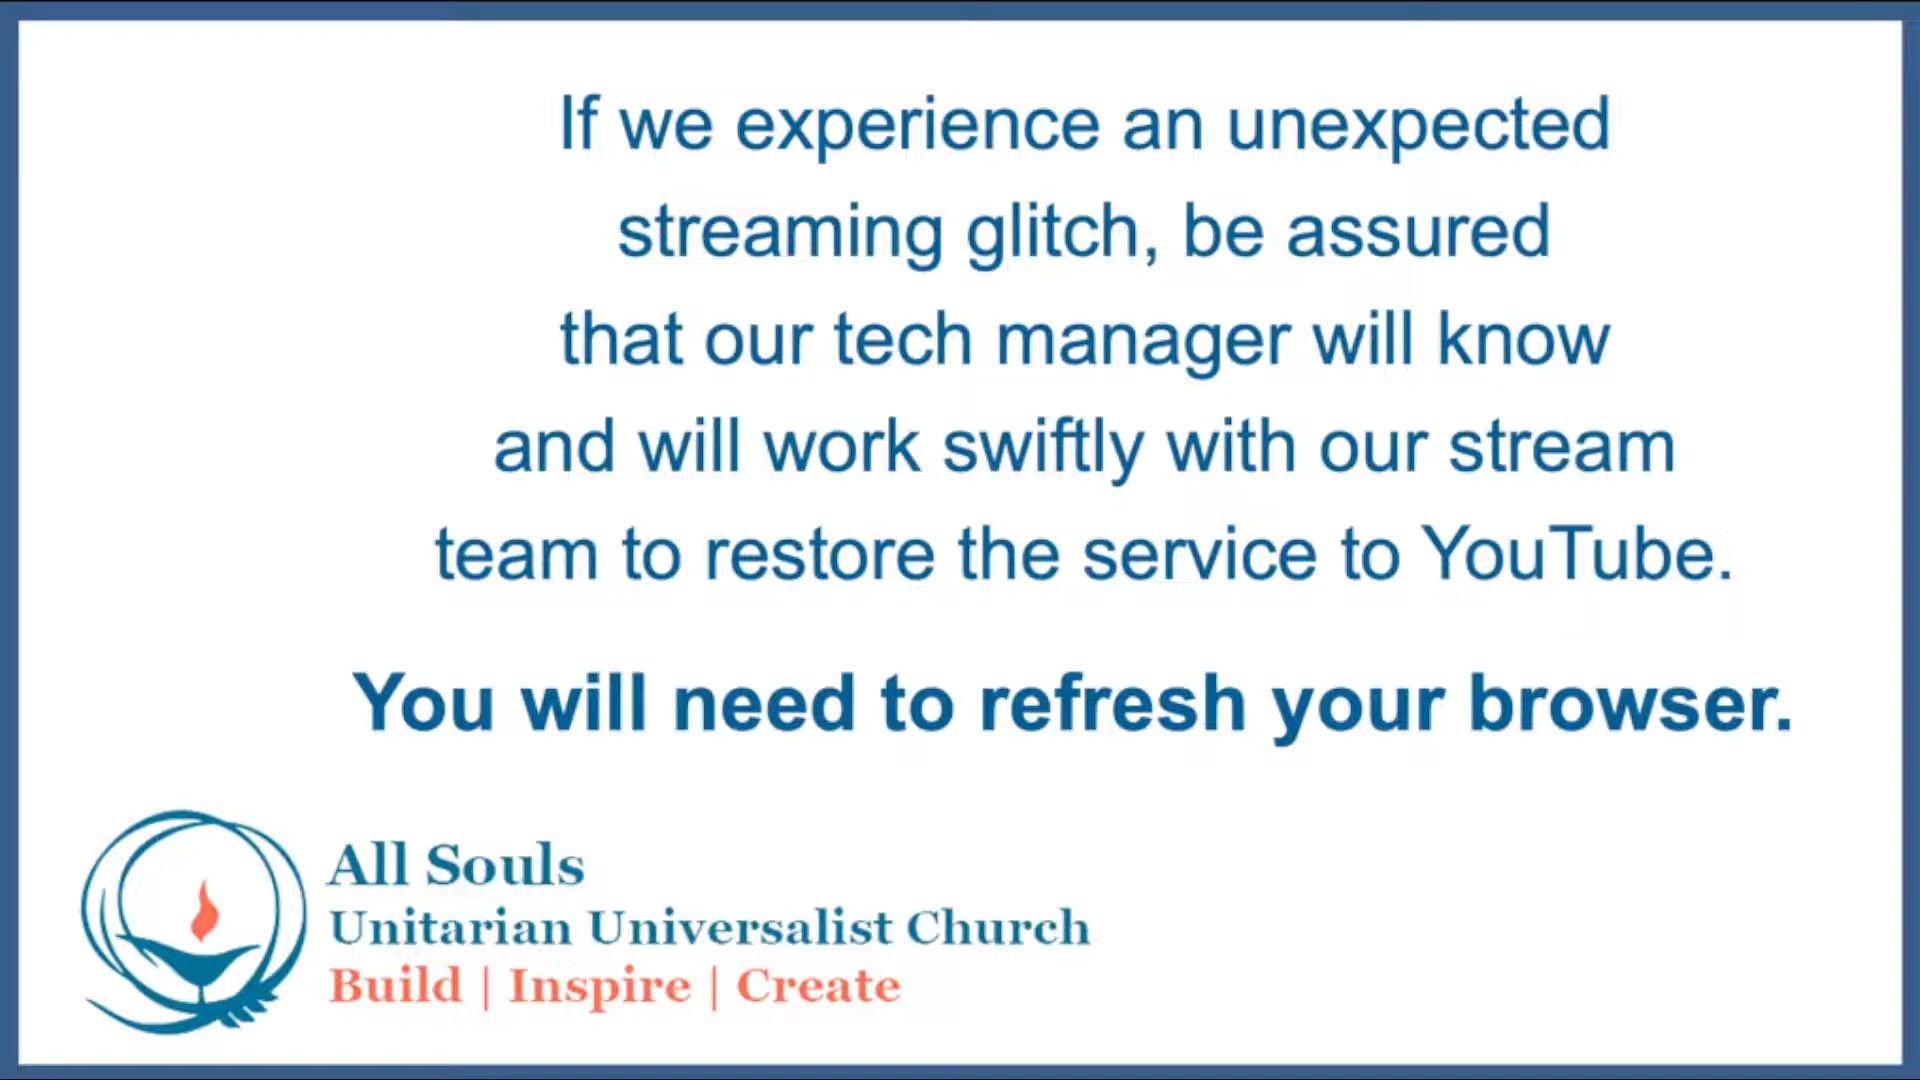 If we experience an unexpected
streaming glitch, be assured
that our tech manager will know
and will work swiftly with our stream
team to restore the service to YouTube.
You will need to refresh your browser.
All Souls
Unitarian Universalist Church
Build | Inspire | Create